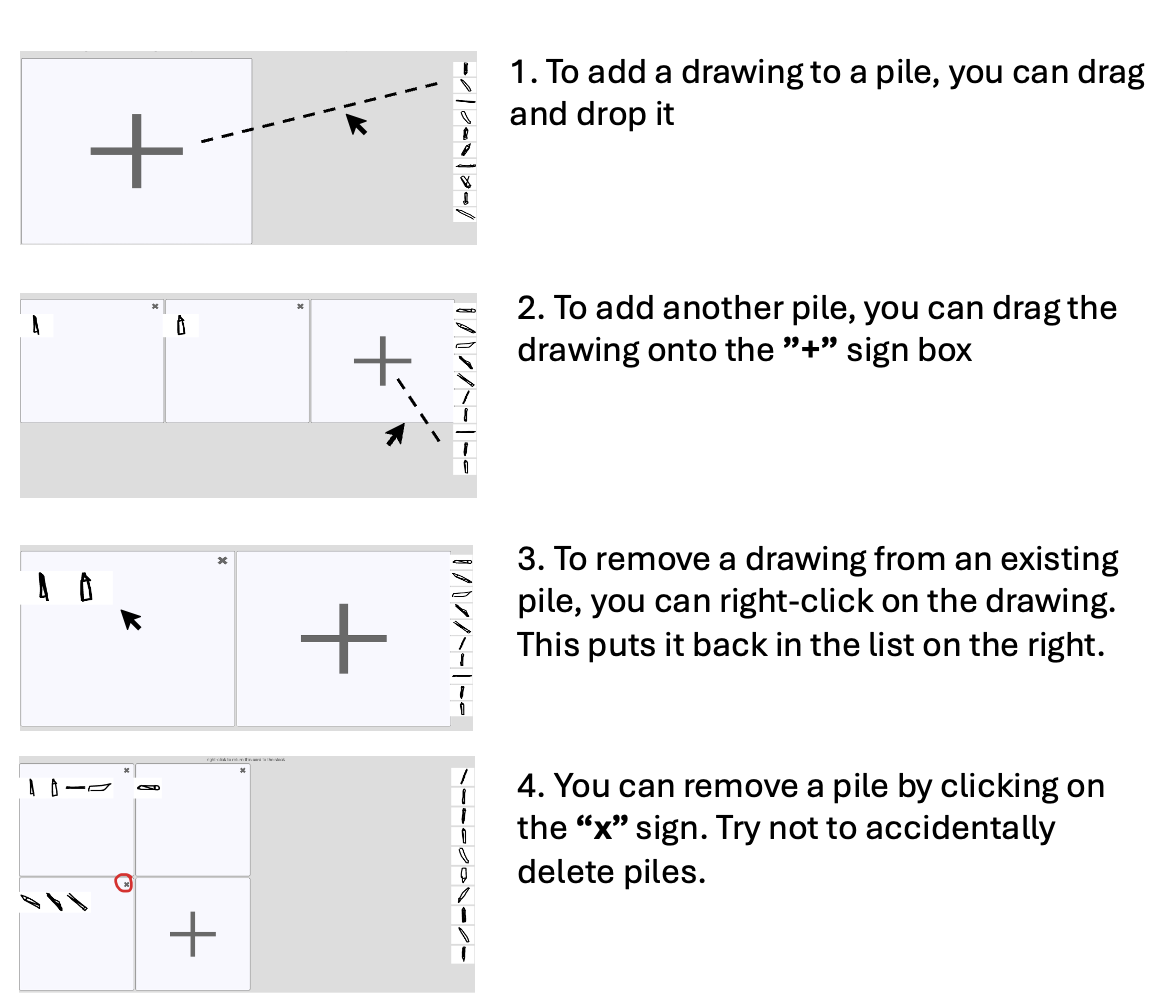 1. To add a drawing to a pile, you can drag
and drop it
2. To add another pile, you can drag the
drawing onto the ”+” sign box
3. To remove a drawing from an existing
pile, you can right-click on the drawing.
This puts it back in the list on the right.
4. You can remove a pile by clicking on
the “x” sign. Try not to accidentally
delete piles.